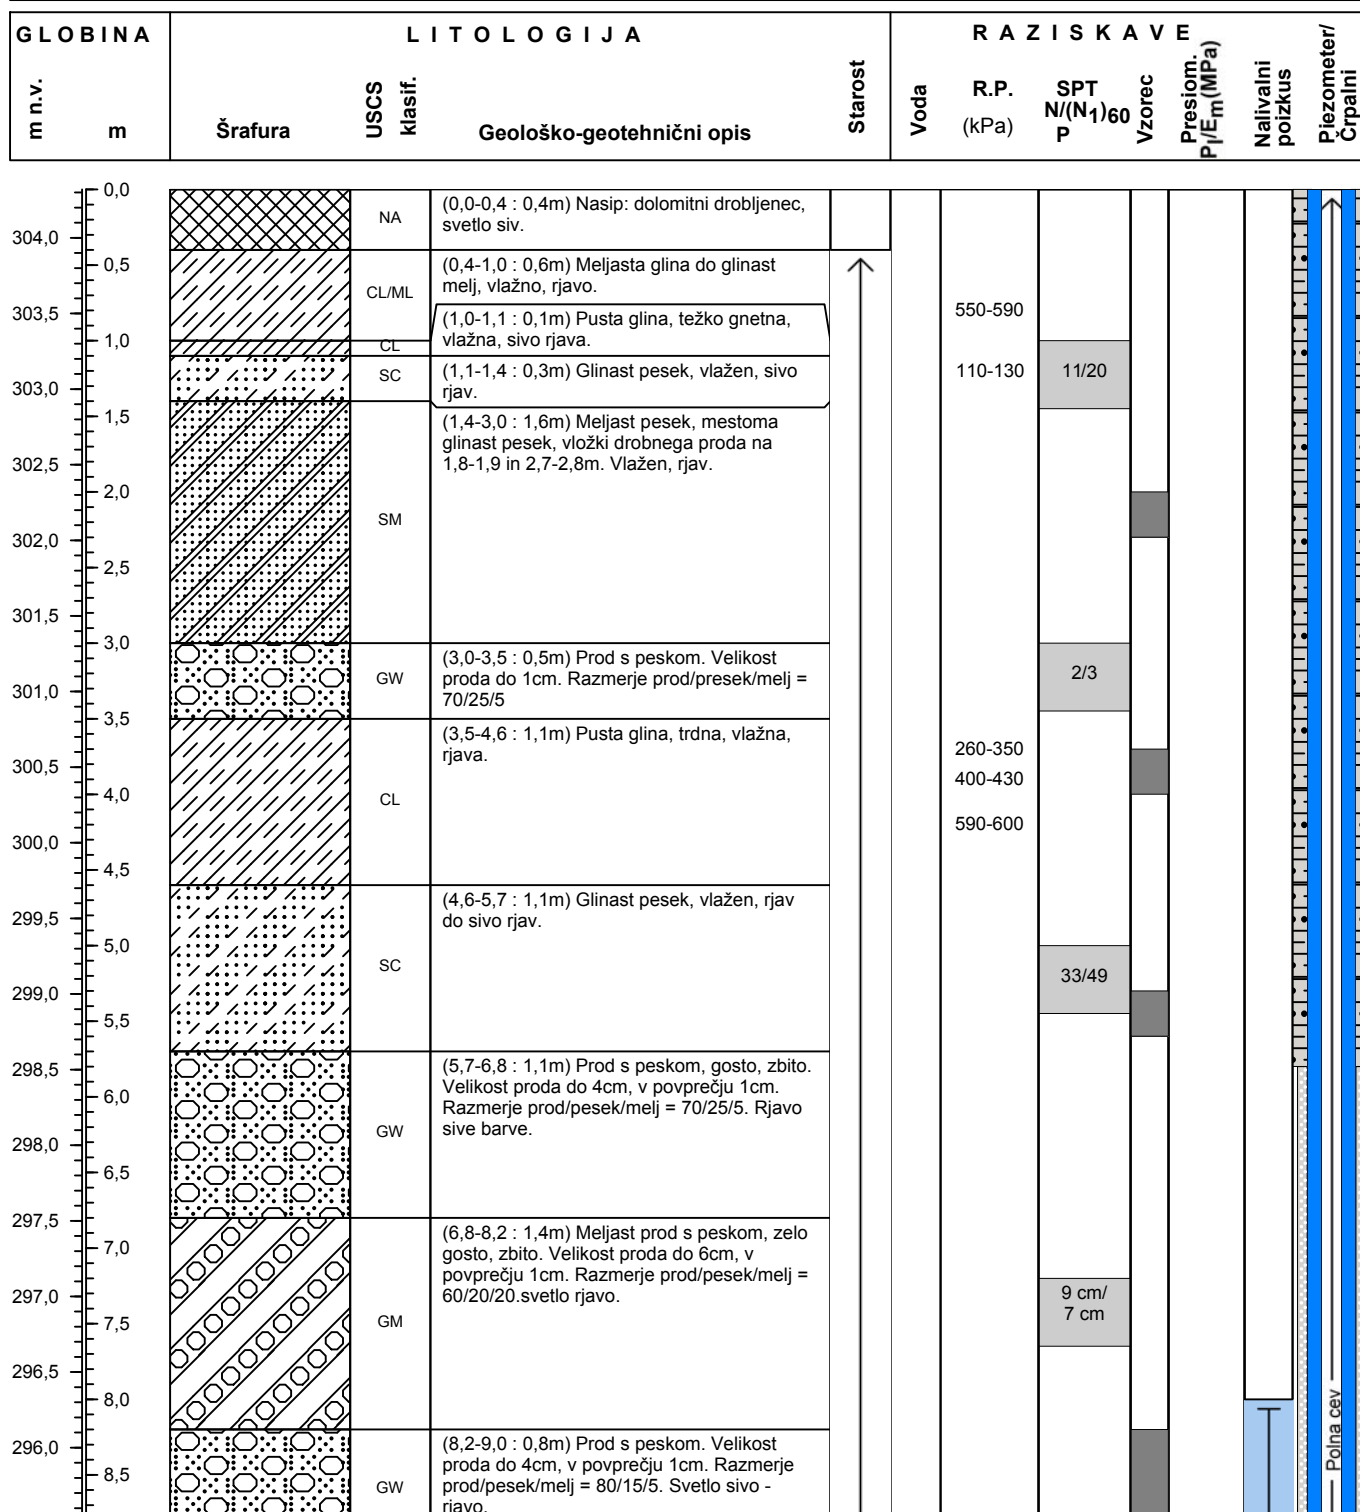 GLOBINA
LITOLOGIJA
RAZISKAVE
m n.v.
m
Šrafura
USCS
klasif.
Geološko-geotehnični opis
Starost
Voda
R.P.
(kPa)
SPT
N/(N1)60
P
Vzorec
Presiom.
Pl/Em(MPa)
Nalivalni
poizkus
Piezometer/
Črpalni
0,0
304,0
0,5
303,5
1,0
303,0
1,5
302,5
2,0
302,0
2,5
301,5
3,0
301,0
3,5
300,5
4,0
300,0
4,5
299,5
5,0
299,0
5,5
298,5
6,0
298,0
6,5
297,5
7,0
297,0
7,5
296,5
8,0
296,0
8,5
NA
(0,0-0,4 : 0,4m) Nasip: dolomitni drobljenec,
svetlo siv.
CL/ML
(0,4-1,0 : 0,6m) Meljasta glina do glinast
melj, vlažno, rjavo.
CL
(1,0-1,1 : 0,1m) Pusta glina, težko gnetna,
vlažna, sivo rjava.
SC
(1,1-1,4 : 0,3m) Glinast pesek, vlažen, sivo
rjav.
SM
(1,4-3,0 : 1,6m) Meljast pesek, mestoma
glinast pesek, vložki drobnega proda na
1,8-1,9 in 2,7-2,8m. Vlažen, rjav.
GW
(3,0-3,5 : 0,5m) Prod s peskom. Velikost
proda do 1cm. Razmerje prod/presek/melj =
70/25/5
CL
(3,5-4,6 : 1,1m) Pusta glina, trdna, vlažna,
rjava.
SC
(4,6-5,7 : 1,1m) Glinast pesek, vlažen, rjav
do sivo rjav.
GW
(5,7-6,8 : 1,1m) Prod s peskom, gosto, zbito.
Velikost proda do 4cm, v povprečju 1cm.
Razmerje prod/pesek/melj = 70/25/5. Rjavo
sive barve.
GM
(6,8-8,2 : 1,4m) Meljast prod s peskom, zelo
gosto, zbito. Velikost proda do 6cm, v
povprečju 1cm. Razmerje prod/pesek/melj =
60/20/20.svetlo rjavo.
GW
(8,2-9,0 : 0,8m) Prod s peskom. Velikost
proda do 4cm, v povprečju 1cm. Razmerje
prod/pesek/melj = 80/15/5. Svetlo sivo -
rjavo.
550-590
110-130
260-350
400-430
590-600
11/20
2/3
33/49
9 cm/
7 cm
Polna cev